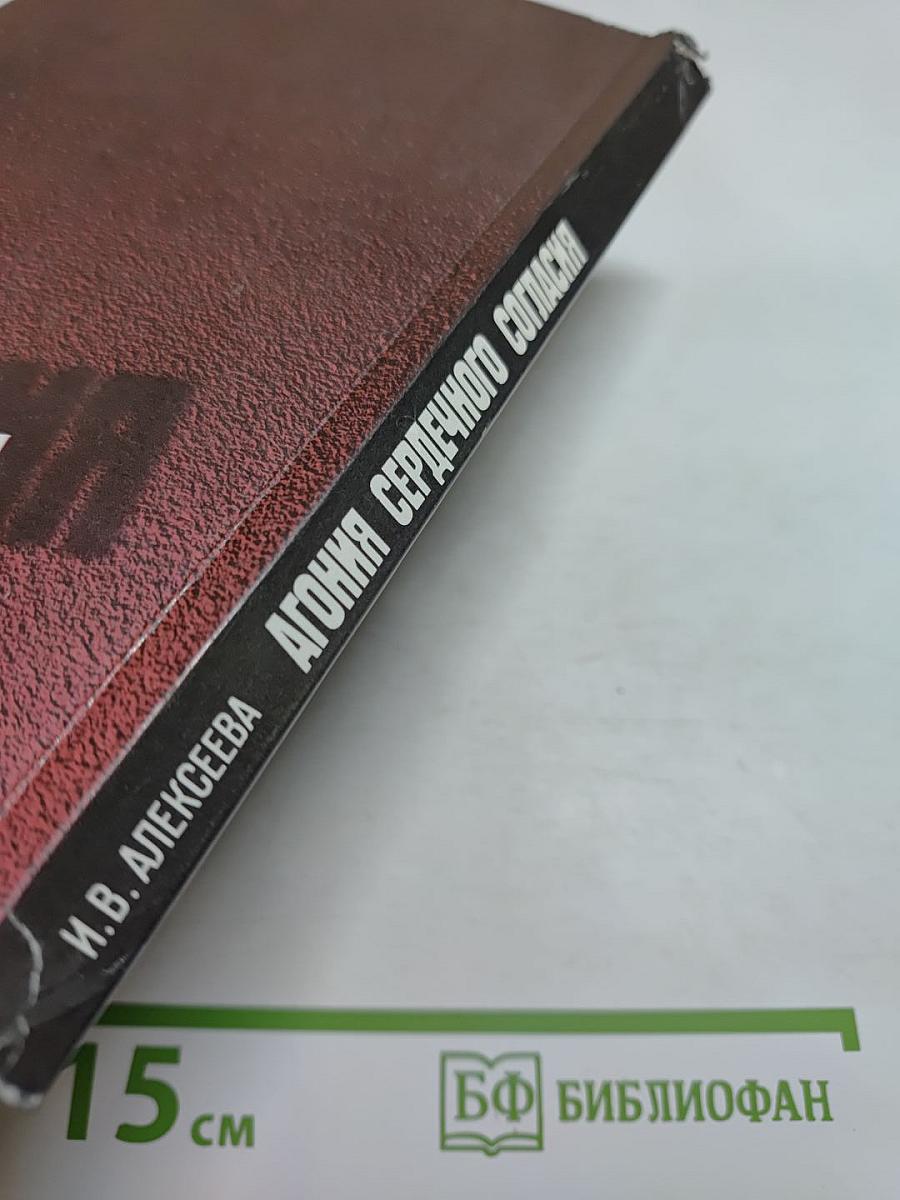 И.В. АЛЕКСЕЕВА АГОНИЯ СЕРДЕЧНОГО СОГЛАСИЯ
15 см
БФ БИБЛИОФАН